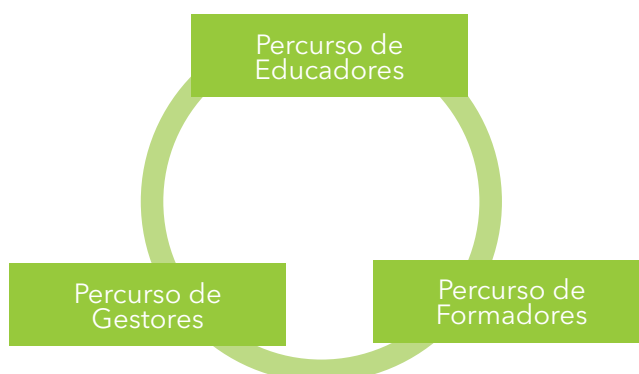 Percurso de
Educadores
Percurso de
Gestores
Percurso de
Formadores